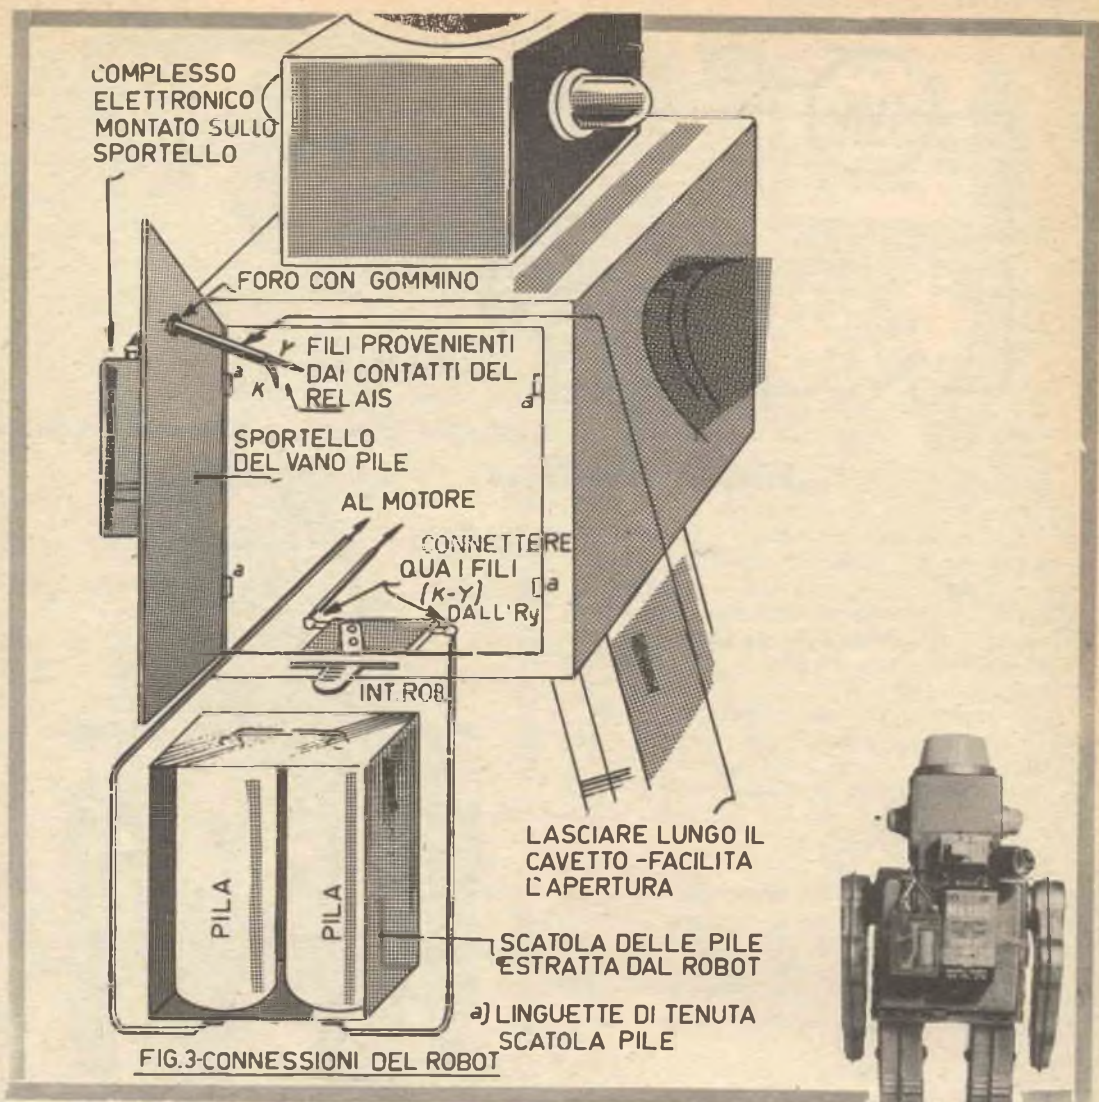 COMPLESSO
ELETTRONICO
MONTATO SULLO
SPORTELLO
FORO CON GOMMINO
Y
K
FILI PROVENIENTI
DAI CONTATTI DEL
RELAIS
a
a
SPORTELLO
DEL VANO PILE
AL MOTORE
CONNETTERE
QUA I FILI
(K-Y)
DALL'Ry
a
a
INT. ROB
PILA
PILA
LASCIARE LUNGO IL
CAVETTO - FACILITA
L'APERTURA
SCATOLA DELLE PILE
ESTRATTA DAL ROBOT
a) LINGUETTE DI TENUTA
SCATOLA PILE
FIG.3-CONNESSIONI DEL ROBOT